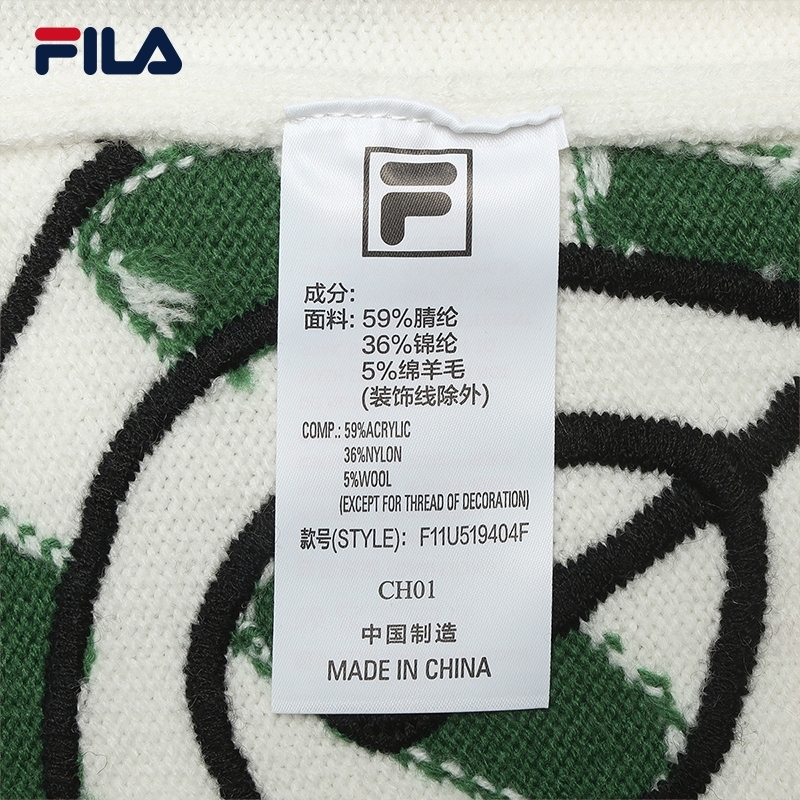 FILA
F
成分:
面料: 59%腈纶
36%锦纶
5%绵羊毛
(装饰线除外)
COMP.: 59%ACRYLIC
36%NYLON
5%WOOL
(EXCEPT FOR THREAD OF DECORATION)
款号(STYLE): F11U519404F
CH01
中国制造
MADE IN CHINA